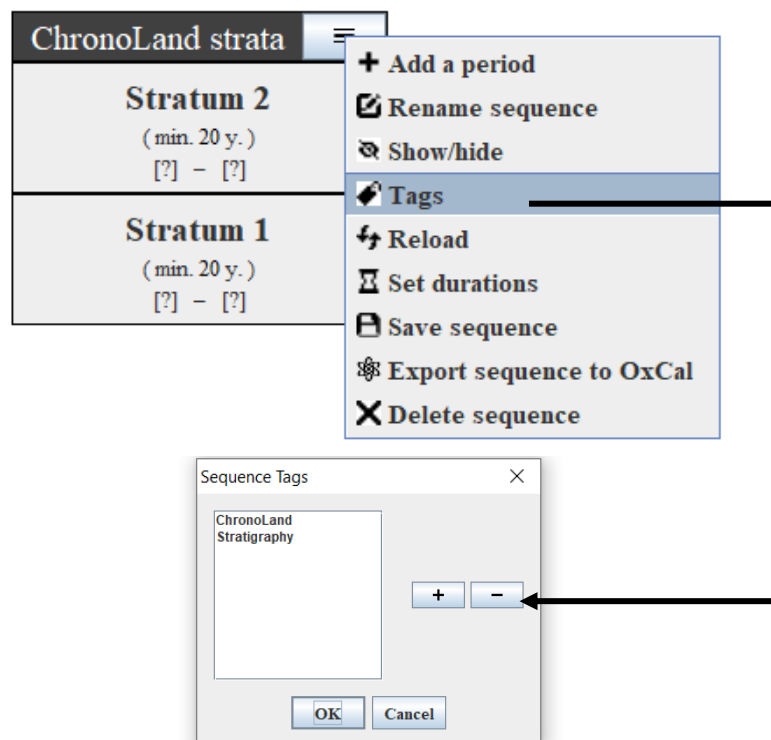 ChronoLand strata
Stratum 2
( min. 20 y. )
[?] – [?]
Stratum 1
( min. 20 y. )
[?] – [?]
Add a period
Rename sequence
Show/hide
Tags
Reload
Set durations
Save sequence
Export sequence to OxCal
Delete sequence
Sequence Tags
ChronoLand
Stratigraphy
+ −
OK Cancel